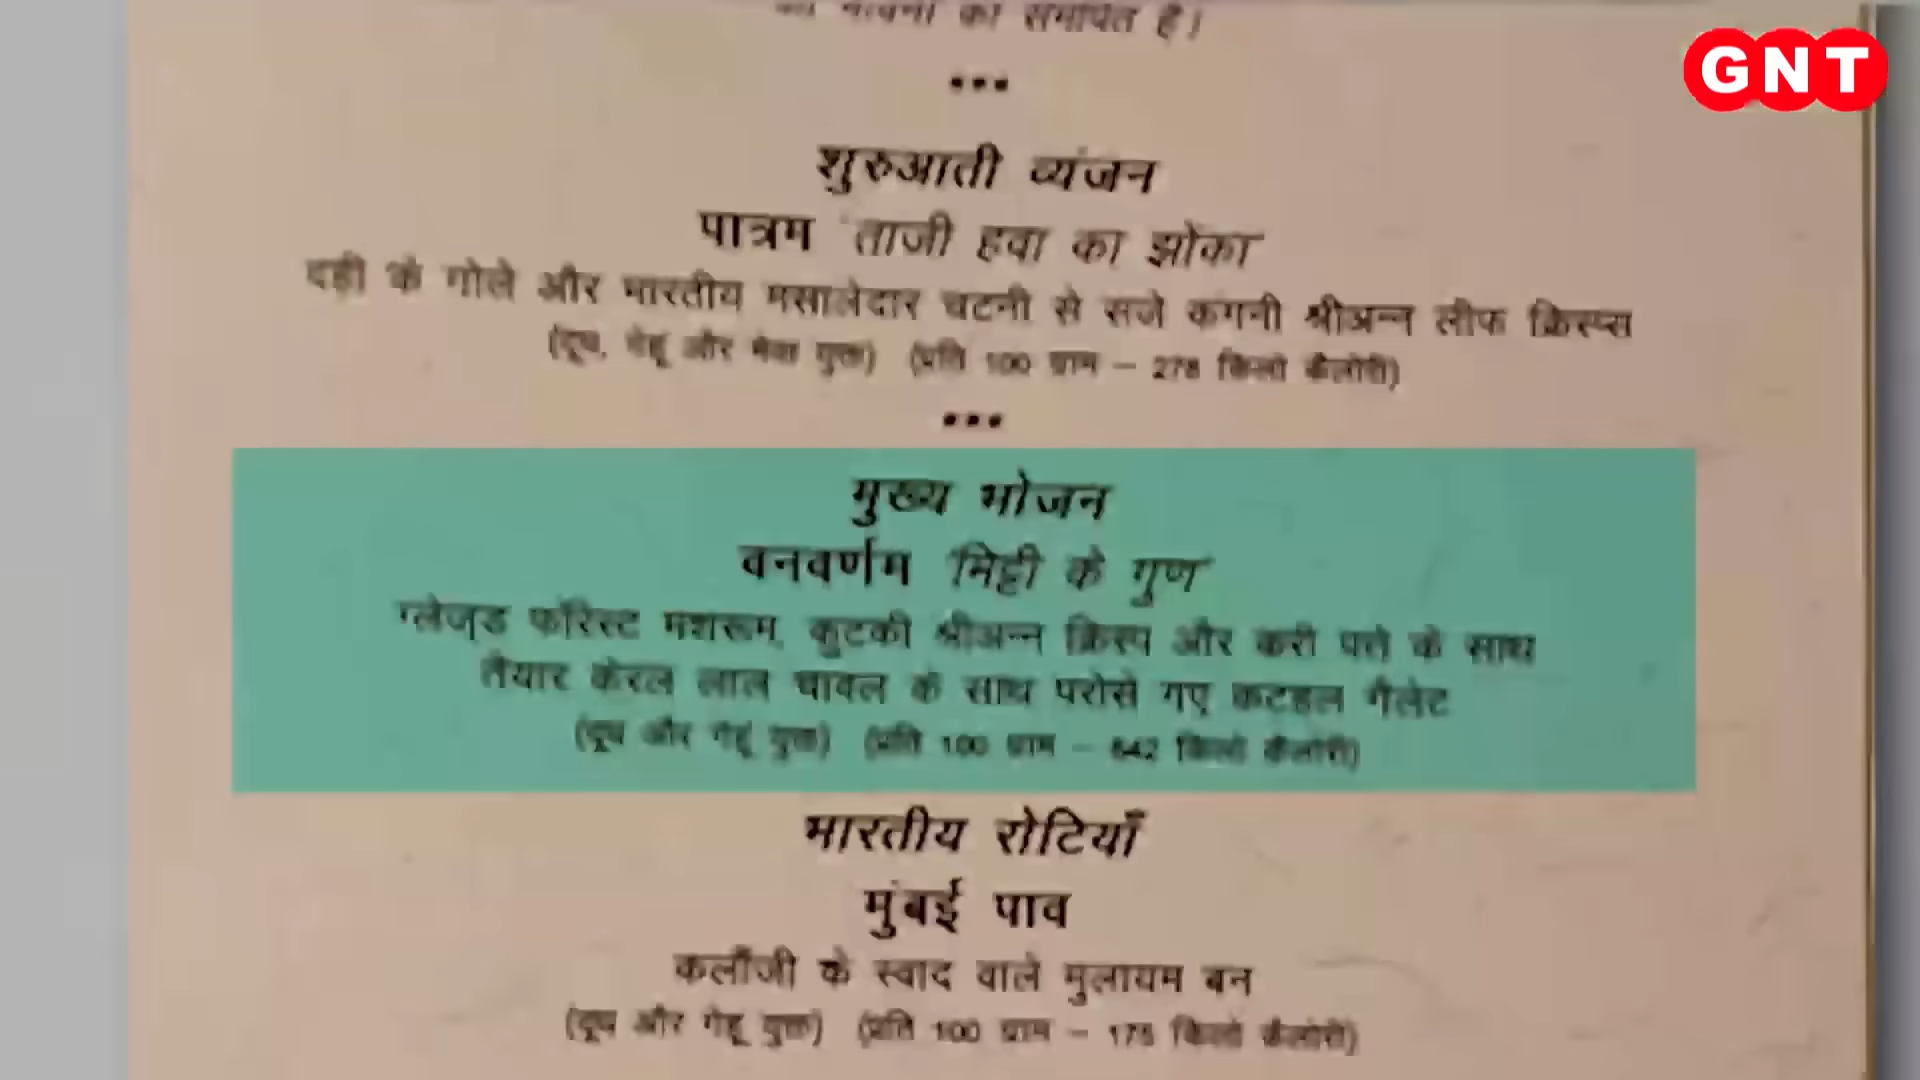 को समर्पित है।
GNT
•••
शुरुआती व्यंजन
पात्रम 'ताजी हवा का झोंका'
दही के गोले और भारतीय मसालेदार चटनी से सजे कंगनी श्रीअन्न लीफ क्रिस्प्स
(दूध, गेहूं और मेवा युक्त) (प्रति 100 ग्राम – 278 किलो कैलोरी)
•••
मुख्य भोजन
वनवर्णम 'मिट्टी के गुण'
ग्लेज्ड फॉरेस्ट मशरूम, कुटकी श्रीअन्न क्रिस्प और करी पत्ते के साथ
तैयार केरल लाल चावल के साथ परोसे गए कटहल गैलेट
(दूध और गेहूं युक्त) (प्रति 100 ग्राम – 642 किलो कैलोरी)
भारतीय रोटियाँ
मुंबई पाव
कलौंजी के स्वाद वाले मुलायम बन
(दूध और गेहूं युक्त) (प्रति 100 ग्राम – 175 किलो कैलोरी)